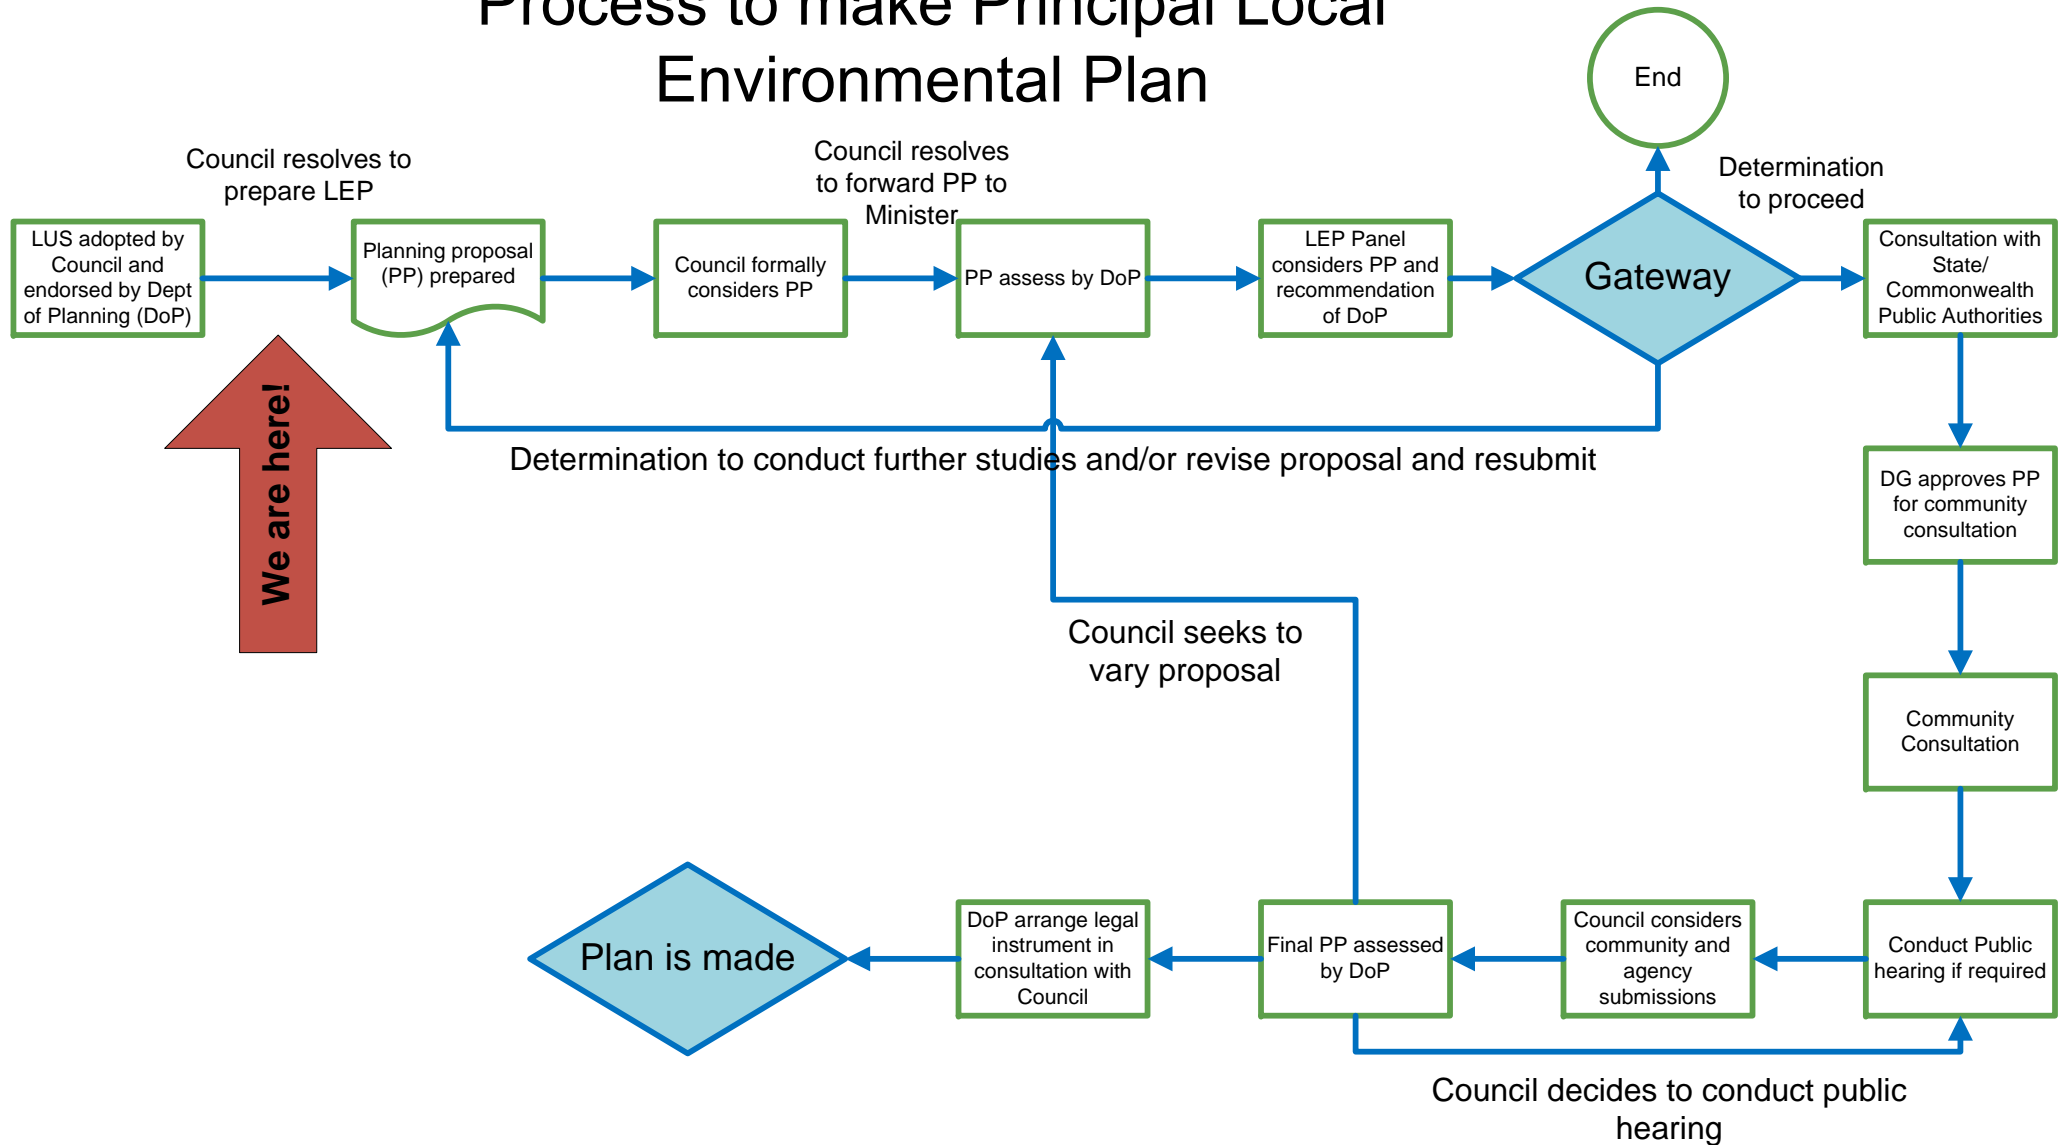 Process to make Principal Local
Environmental Plan
End
Council resolves to
prepare LEP
Council resolves
to forward PP to
Minister
Determination
to proceed
LUS adopted by
Council and
endorsed by Dept
of Planning (DoP)
Planning proposal
(PP) prepared
Council formally
considers PP
PP assess by DoP
LEP Panel
considers PP and
recommendation
of DoP
Gateway
Consultation with
State/
Commonwealth
Public Authorities
We are here!
Determination to conduct further studies and/or revise proposal and resubmit
DG approves PP
for community
consultation
Council seeks to
vary proposal
Community
Consultation
Plan is made
DoP arrange legal
instrument in
consultation with
Council
Final PP assessed
by DoP
Council considers
community and
agency
submissions
Conduct Public
hearing if required
Council decides to conduct public
hearing